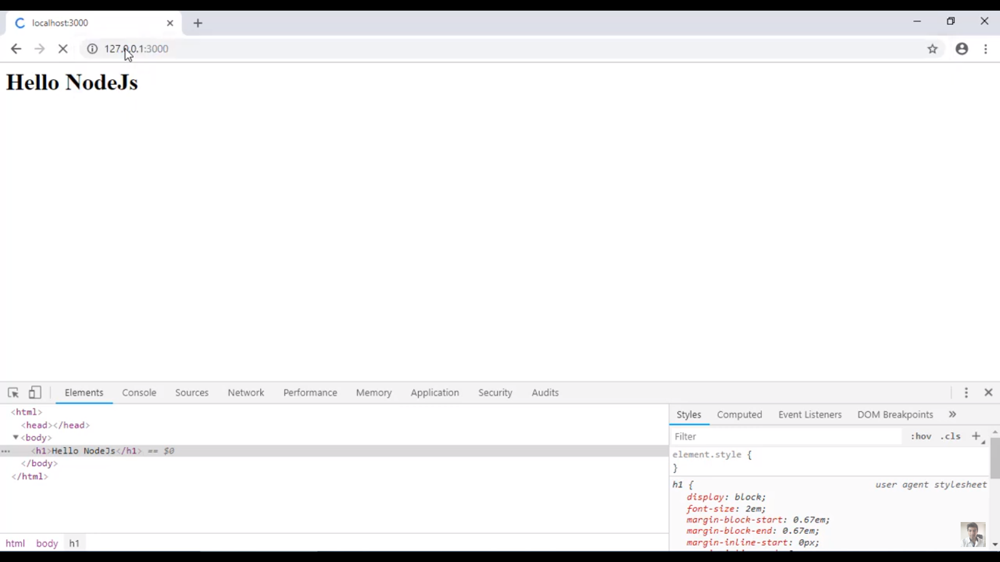 localhost:3000
127.0.0.1:3000
Hello NodeJs
Elements Console Sources Network Performance Memory Application Security Audits
<html>
<head></head>
<body>
<h1>Hello NodeJs</h1> == $0
</body>
</html>
html body h1
Styles Computed Event Listeners DOM Breakpoints »
Filter :hov .cls +
element.style {
}
h1 { user agent stylesheet
display: block;
font-size: 2em;
margin-block-start: 0.67em;
margin-block-end: 0.67em;
margin-inline-start: 0px;